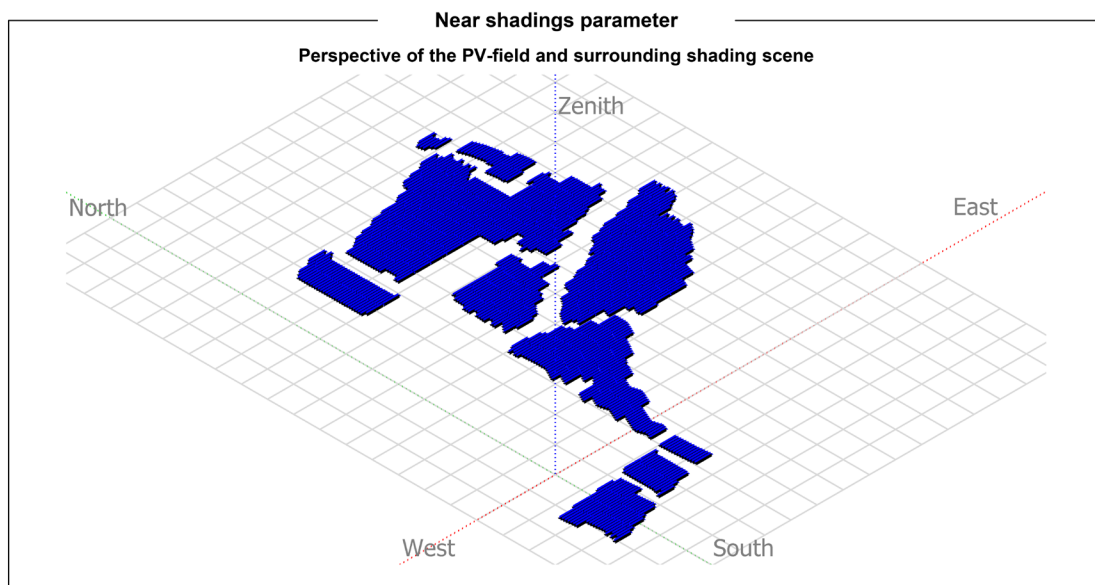 Near shadings parameter
Perspective of the PV-field and surrounding shading scene
Zenith
North
East
West
South